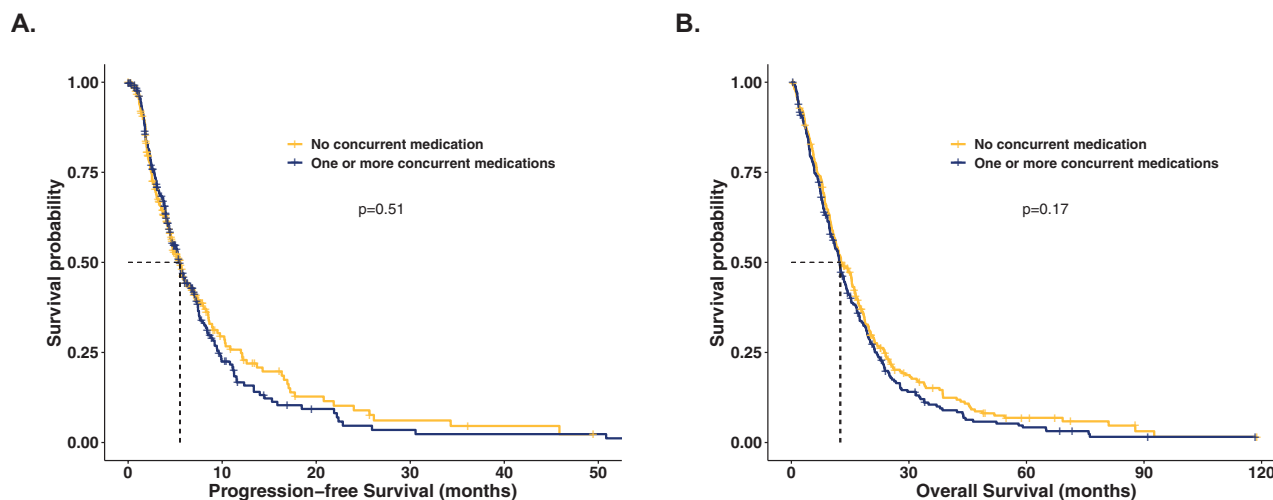 A.
B.
1.00
0.75
0.50
0.25
0.00
Survival probability
No concurrent medication
One or more concurrent medications
p=0.51
0 10 20 30 40 50
Progression–free Survival (months)
1.00
0.75
0.50
0.25
0.00
Survival probability
No concurrent medication
One or more concurrent medications
p=0.17
0 30 60 90 120
Overall Survival (months)